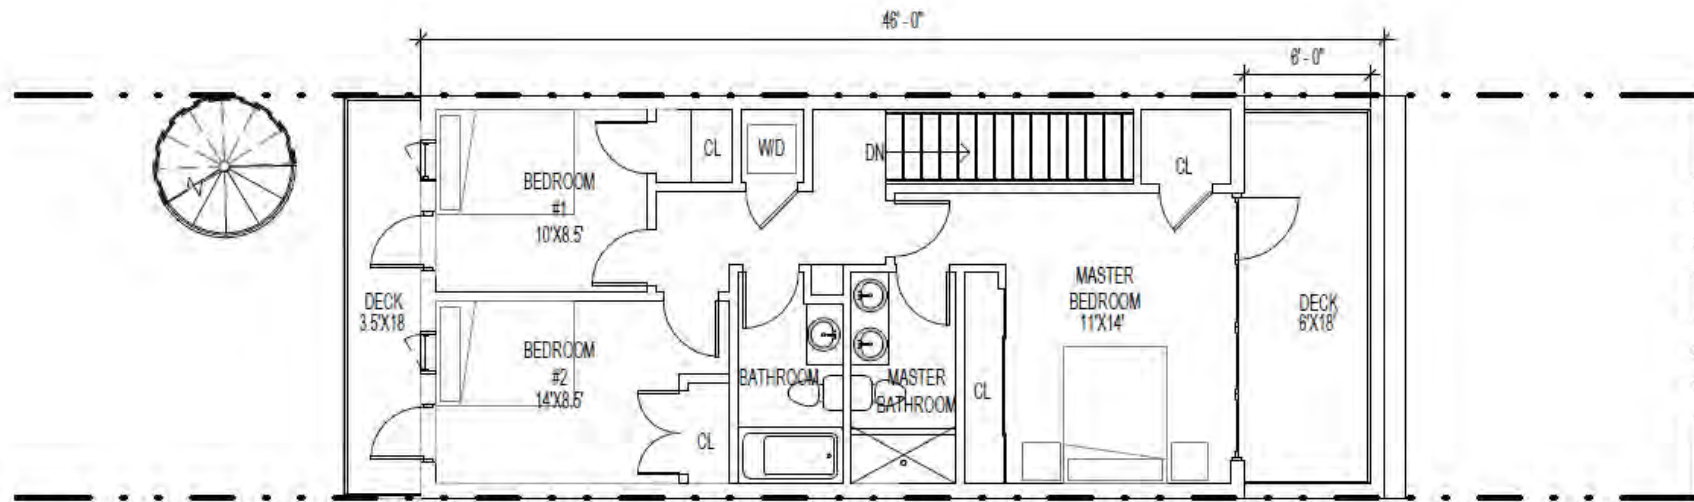 46' - 0"
6' - 0"
CL
W/D
DN
CL
BEDROOM
#1
10'X8.5'
DECK
3.5'X18
MASTER
BEDROOM
11'X14'
DECK
6'X18'
BEDROOM
#2
14'X8.5'
BATHROOM
MASTER
BATHROOM
CL
CL
N